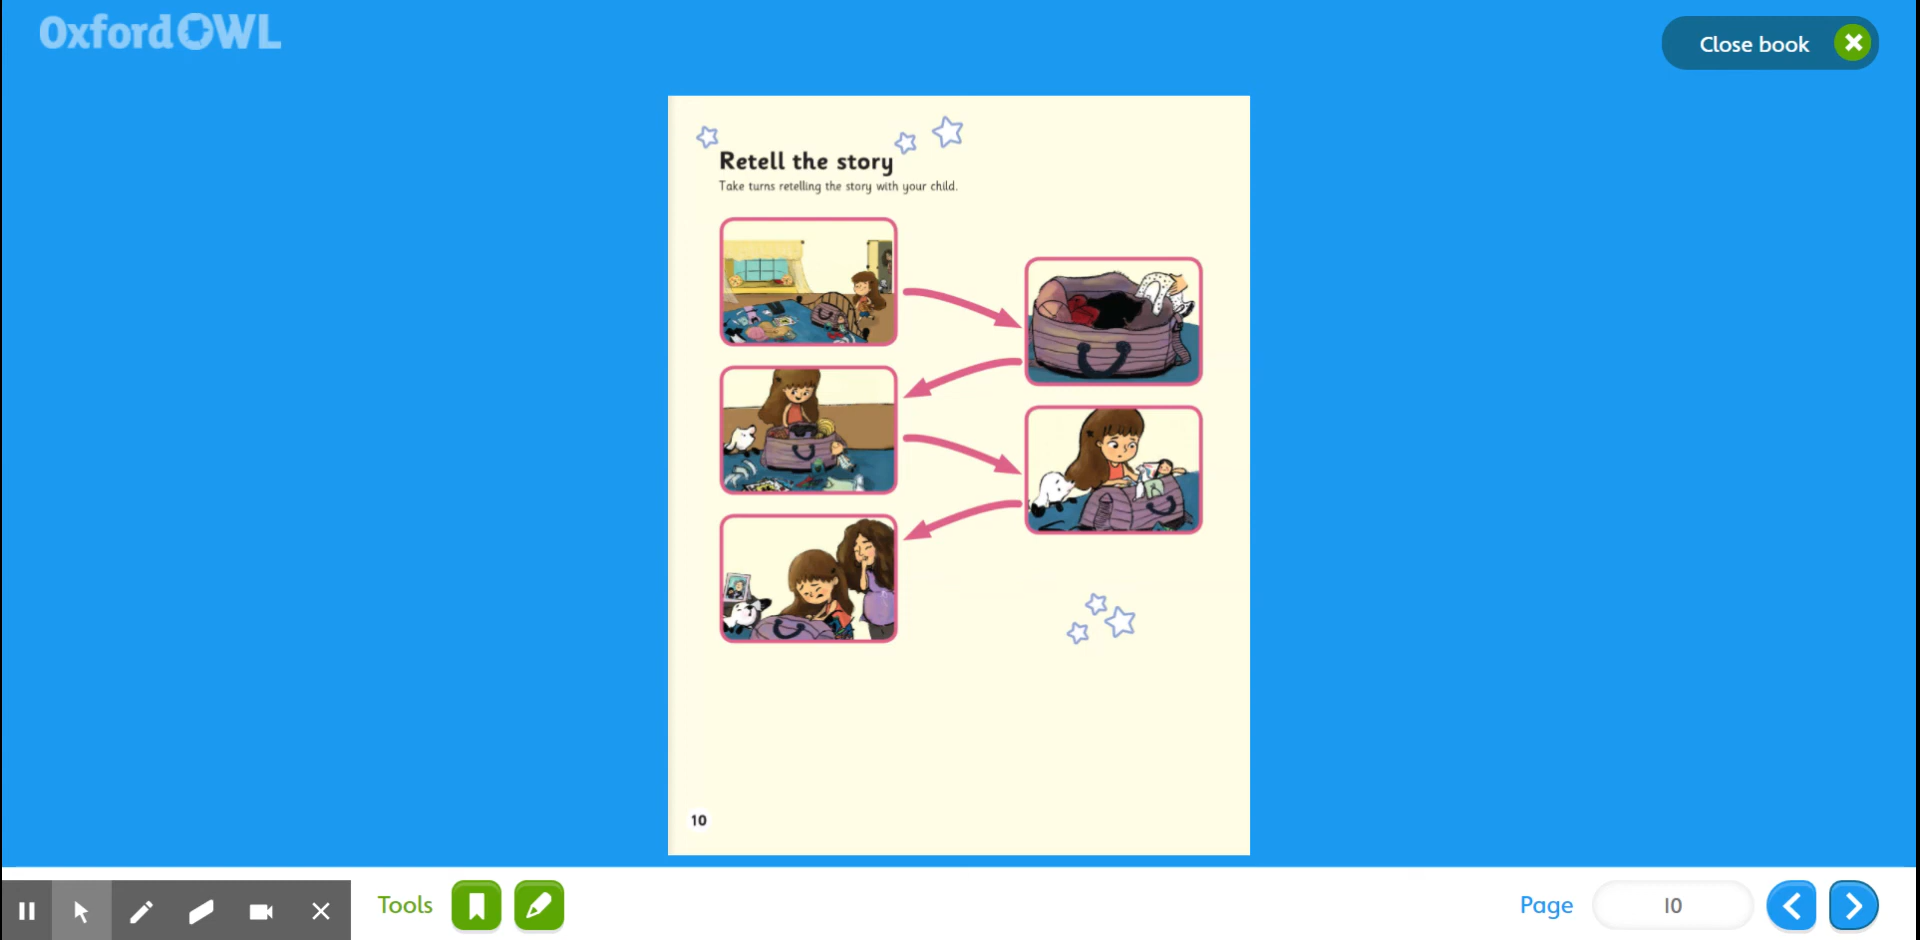 Oxford OWL
Close book
Retell the story
Take turns retelling the story with your child.
10
Tools
Page
10